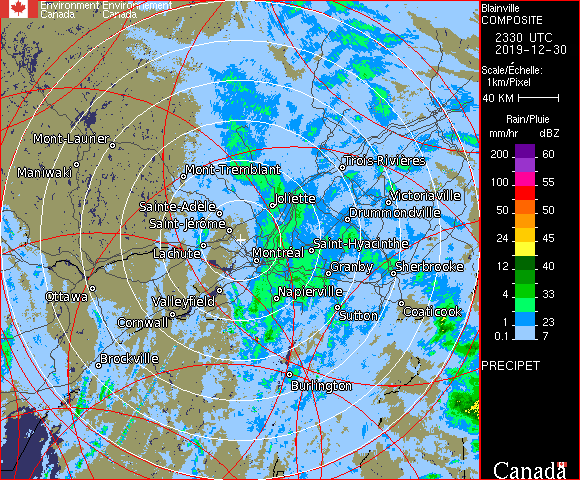 Environment Environnement
Canada Canada
Mont-Laurier
Maniwaki
Mont-Tremblant
Trois-Rivières
Sainte-Adèle
Joliette
Victoriaville
Saint-Jérôme
Drummondville
Lachute
Montréal
Saint-Hyacinthe
Granby
Sherbrooke
Ottawa
Valleyfield
Napierville
Cornwall
Sutton
Coaticook
Brockville
Burlington
Blainville
COMPOSITE
2330 UTC
2019-12-30
Scale/Échelle:
1km/Pixel
40 KM
Rain/Pluie
mm/hr dBZ
200 60
100 55
50 50
24 45
12 40
4 33
1 23
0.1 7
PRECIPET
Canada